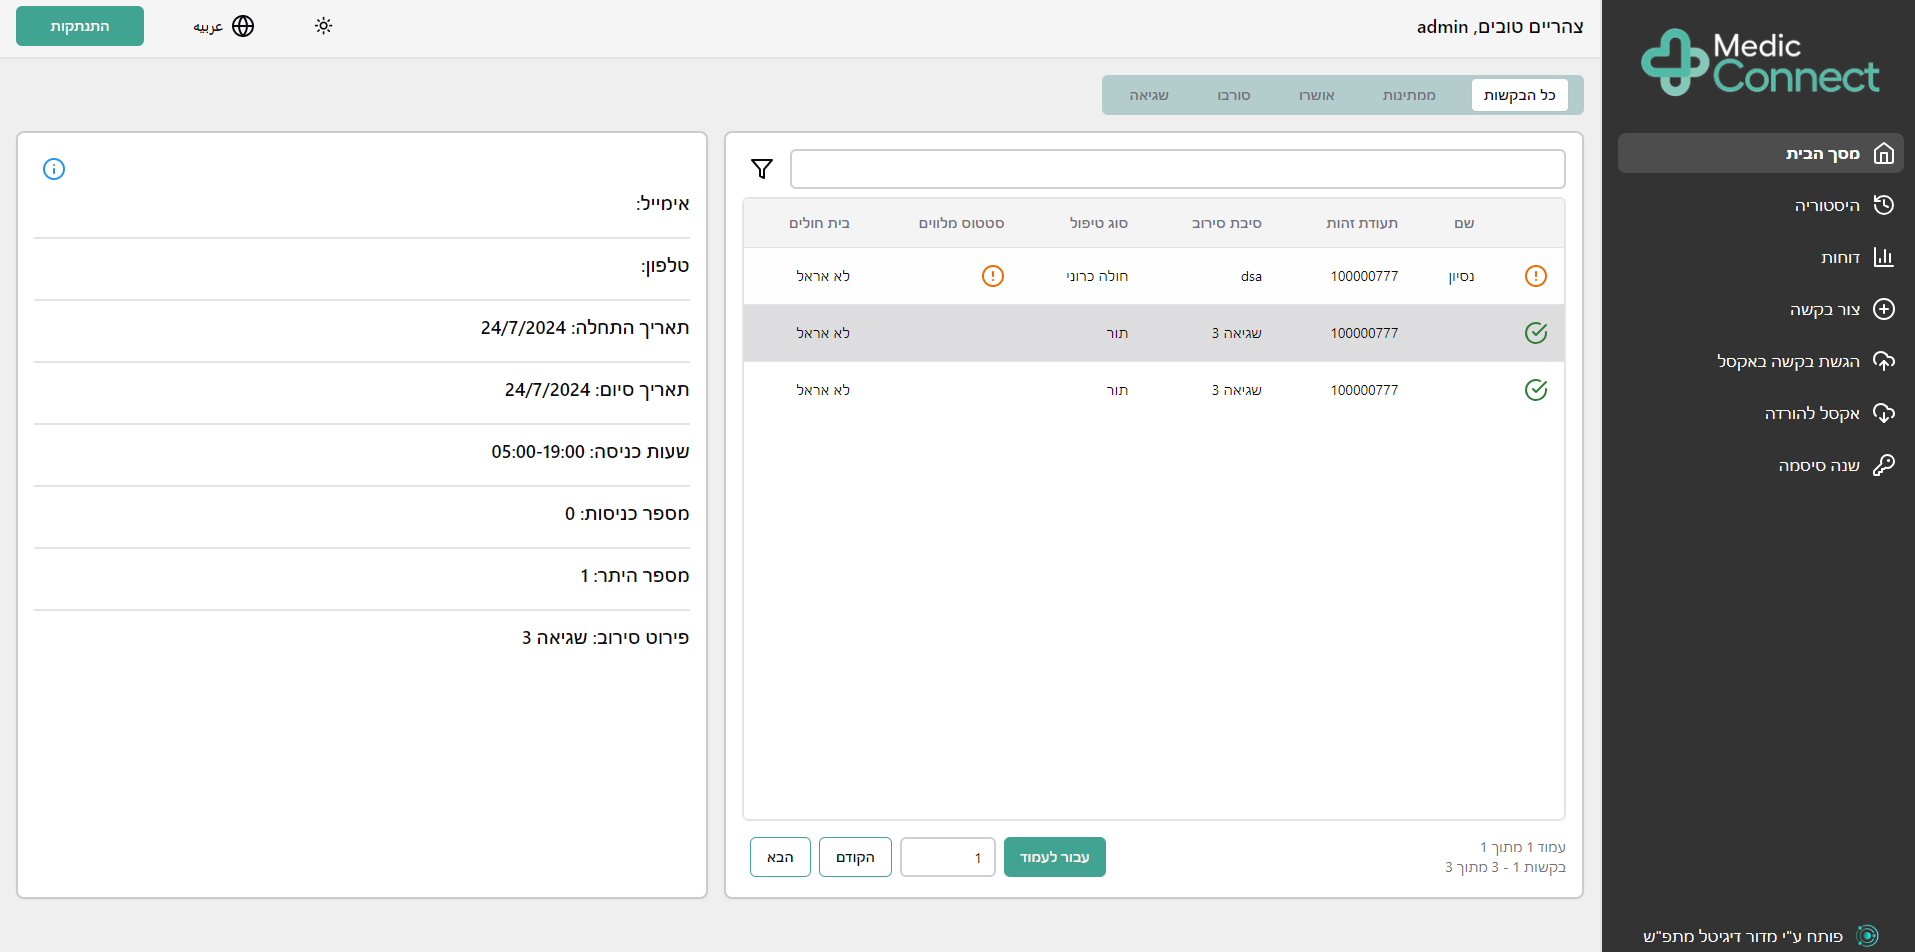 Medic
Connect
מסך הבית
היסטוריה
דוחות
צור בקשה
הגשת בקשה באקסל
אקסל להורדה
שנה סיסמה
פותח ע"י מדור דיגיטל מתפ"ש
צהריים טובים, admin
عربيه
התנתקות
כל הבקשות ממתינות אושרו סורבו שגיאה
שם תעודת זהות סיבת סירוב סוג טיפול סטטוס מלווים בית חולים
נסיון 100000777 dsa חולה כרוני לא אראל
100000777 שגיאה 3 תור לא אראל
100000777 שגיאה 3 תור לא אראל
עמוד 1 מתוך 1
בקשות 1 - 3 מתוך 3
עבור לעמוד 1 הקודם הבא
אימייל:
טלפון:
תאריך התחלה: 24/7/2024
תאריך סיום: 24/7/2024
שעות כניסה: 05:00-19:00
מספר כניסות: 0
מספר היתר: 1
פירוט סירוב: שגיאה 3